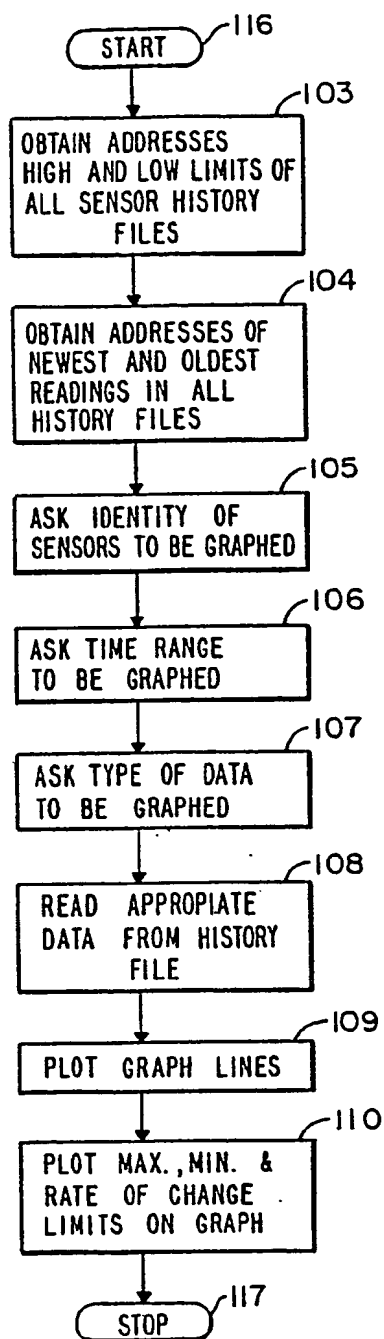 START
116
103
OBTAIN ADDRESSES
HIGH AND LOW LIMITS OF
ALL SENSOR HISTORY
FILES
104
OBTAIN ADDRESSES OF
NEWEST AND OLDEST
READINGS IN ALL
HISTORY FILES
105
ASK IDENTITY OF
SENSORS TO BE GRAPHED
106
ASK TIME RANGE
TO BE GRAPHED
107
ASK TYPE OF DATA
TO BE GRAPHED
108
READ APPROPIATE
DATA FROM HISTORY
FILE
109
PLOT GRAPH LINES
110
PLOT MAX., MIN. &
RATE OF CHANGE
LIMITS ON GRAPH
117
STOP